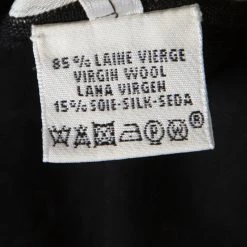 85% LAINE VIERGE
VIRGIN WOOL
LANA VIRGEN
15% SOIE-SILK-SEDA
P W ®